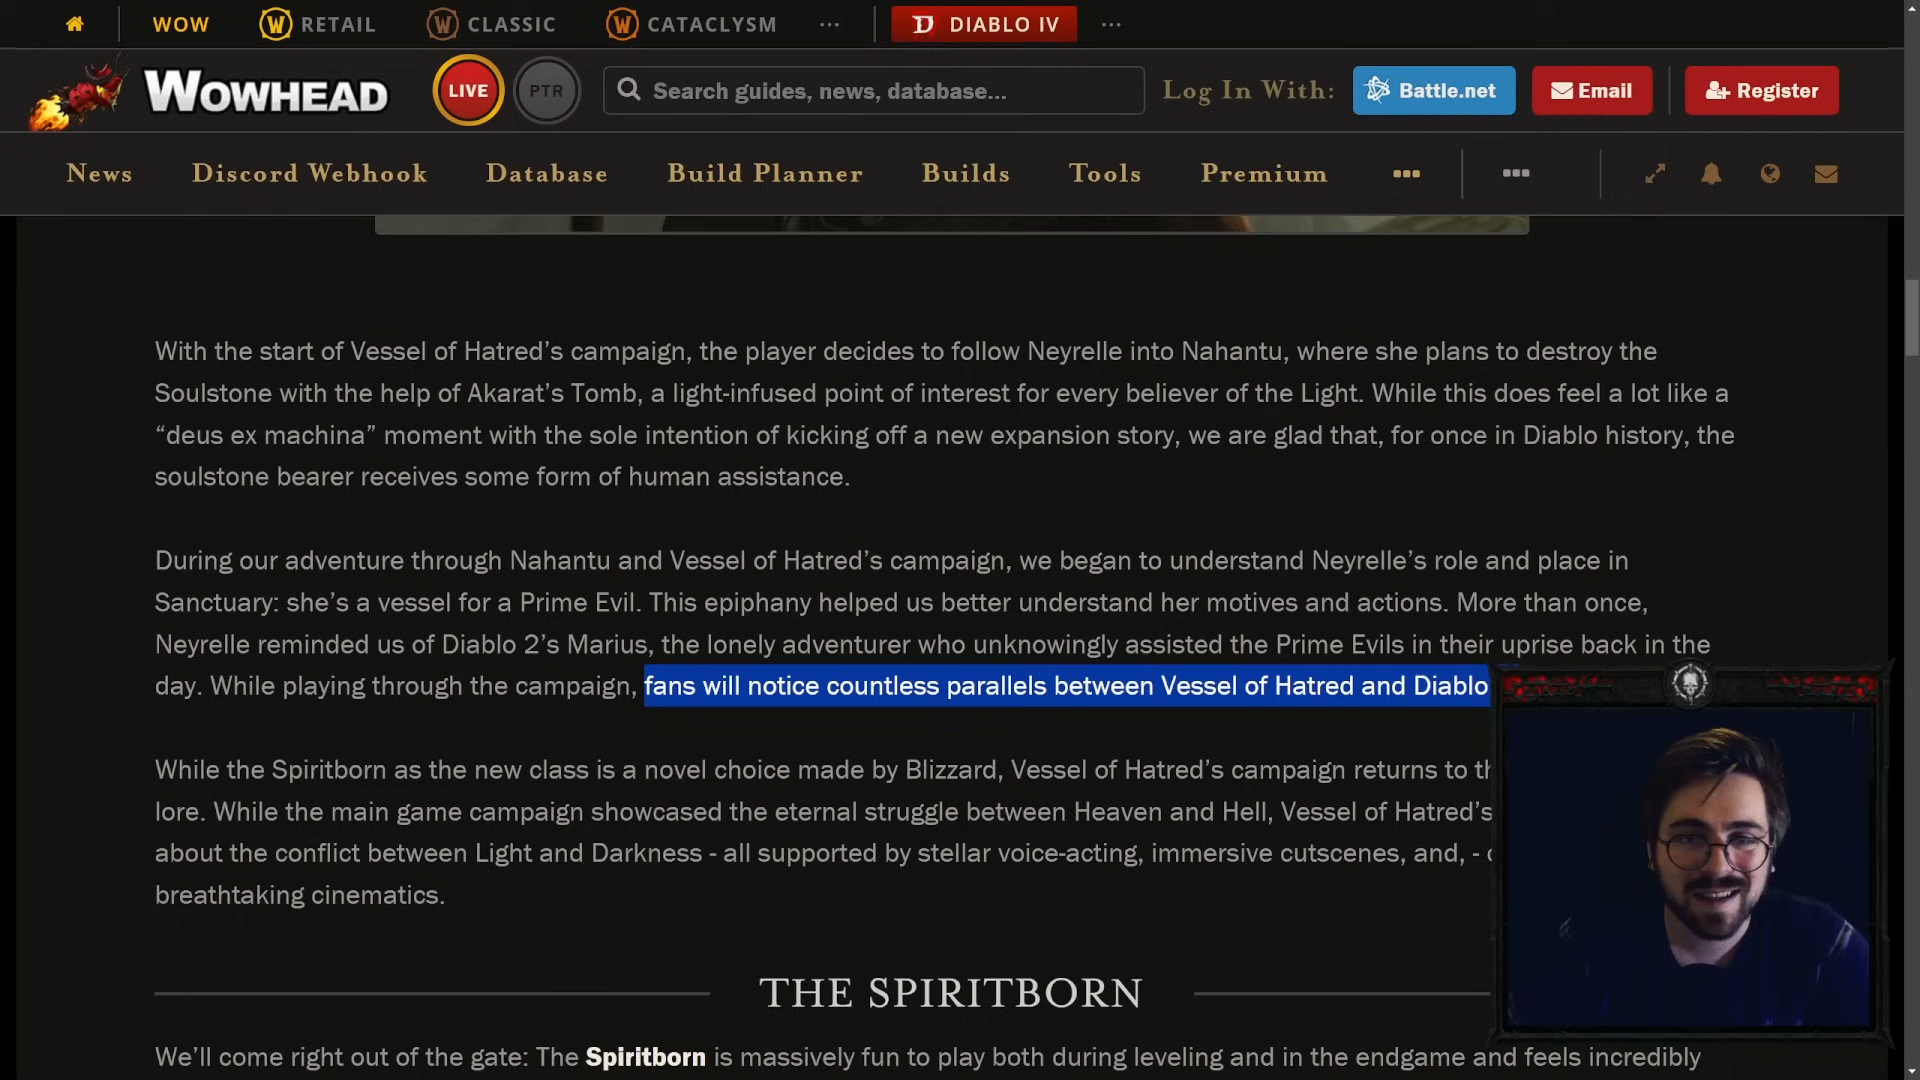 WOW
RETAIL
CLASSIC
CATACLYSM
...
DIABLO IV
...
WOWHEAD
LIVE
PTR
Search guides, news, database...
Log In With:
Battle.net
Email
Register
News
Discord Webhook
Database
Build Planner
Builds
Tools
Premium
With the start of Vessel of Hatred’s campaign, the player decides to follow Neyrelle into Nahantu, where she plans to destroy the
Soulstone with the help of Akarat’s Tomb, a light-infused point of interest for every believer of the Light. While this does feel a lot like a
“deus ex machina” moment with the sole intention of kicking off a new expansion story, we are glad that, for once in Diablo history, the
soulstone bearer receives some form of human assistance.
During our adventure through Nahantu and Vessel of Hatred’s campaign, we began to understand Neyrelle’s role and place in
Sanctuary: she’s a vessel for a Prime Evil. This epiphany helped us better understand her motives and actions. More than once,
Neyrelle reminded us of Diablo 2’s Marius, the lonely adventurer who unknowingly assisted the Prime Evils in their uprise back in the
day. While playing through the campaign, fans will notice countless parallels between Vessel of Hatred and Diablo
While the Spiritborn as the new class is a novel choice made by Blizzard, Vessel of Hatred’s campaign returns to
lore. While the main game campaign showcased the eternal struggle between Heaven and Hell, Vessel of Hatred’s
about the conflict between Light and Darkness - all supported by stellar voice-acting, immersive cutscenes, and, -
breathtaking cinematics.
THE SPIRITBORN
We’ll come right out of the gate: The Spiritborn is massively fun to play both during leveling and in the endgame and feels incredibly